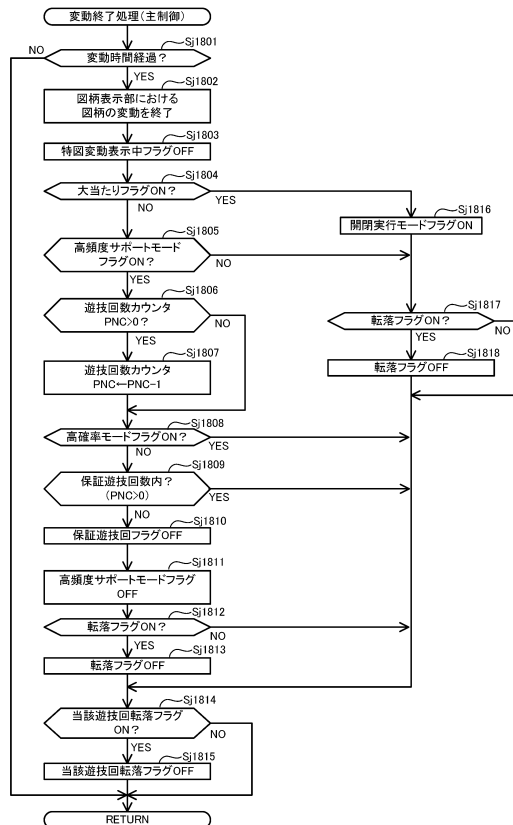 変動終了処理(主制御)
Sj1801
NO
変動時間経過?
YES
Sj1802
図柄表示部における
図柄の変動を終了
Sj1803
特図変動表示中フラグOFF
Sj1804
大当たりフラグON?
YES
NO
Sj1816
開閉実行モードフラグON
Sj1805
高頻度サポートモード
フラグON?
NO
YES
Sj1806
遊技回数カウンタ
PNC>0?
NO
YES
Sj1817
転落フラグON?
NO
YES
Sj1807
遊技回数カウンタ
PNC←PNC-1
Sj1818
転落フラグOFF
Sj1808
高確率モードフラグON?
YES
NO
Sj1809
保証遊技回数内?
(PNC>0)
YES
NO
Sj1810
保証遊技回フラグOFF
Sj1811
高頻度サポートモードフラグ
OFF
Sj1812
転落フラグON?
NO
YES
Sj1813
転落フラグOFF
Sj1814
当該遊技回転落フラグ
ON?
NO
YES
Sj1815
当該遊技回転落フラグOFF
RETURN